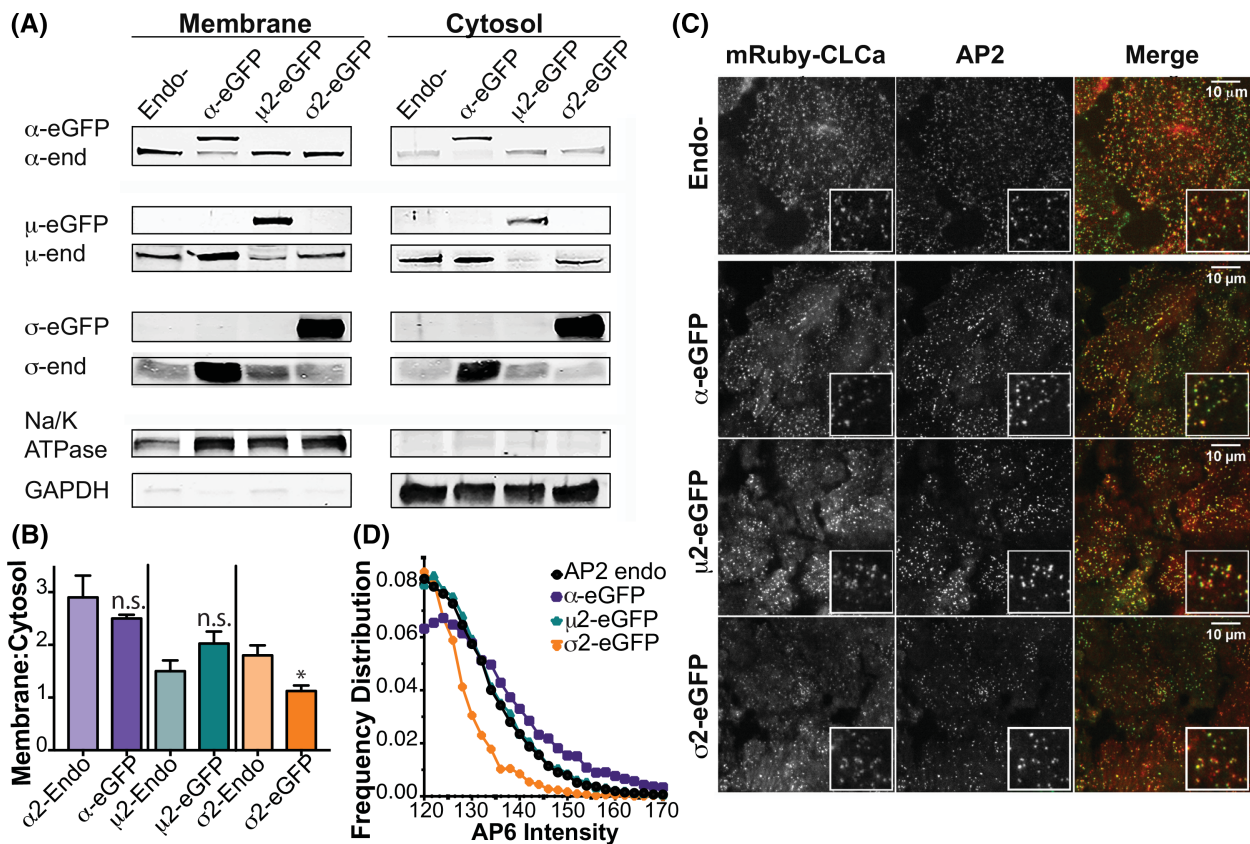 (A)
Membrane
Cytosol
Endo-
α-eGFP
μ2-eGFP
σ2-eGFP
Endo-
α-eGFP
μ2-eGFP
σ2-eGFP
α-eGFP
α-end
μ-eGFP
μ-end
σ-eGFP
σ-end
Na/K
ATPase
GAPDH
(B)
Membrane:Cytosol
3
2
1
0
n.s.
n.s.
*
α2-Endo
α-eGFP
μ2-Endo
μ2-eGFP
σ2-Endo
σ2-eGFP
(D)
Frequency Distribution
0.08
0.06
0.04
0.02
0.00
120
130
140
150
160
170
AP6 Intensity
AP2 endo
α-eGFP
μ2-eGFP
σ2-eGFP
(C)
mRuby-CLCa
AP2
Merge
Endo-
10 μm
α-eGFP
10 μm
μ2-eGFP
10 μm
σ2-eGFP
10 μm